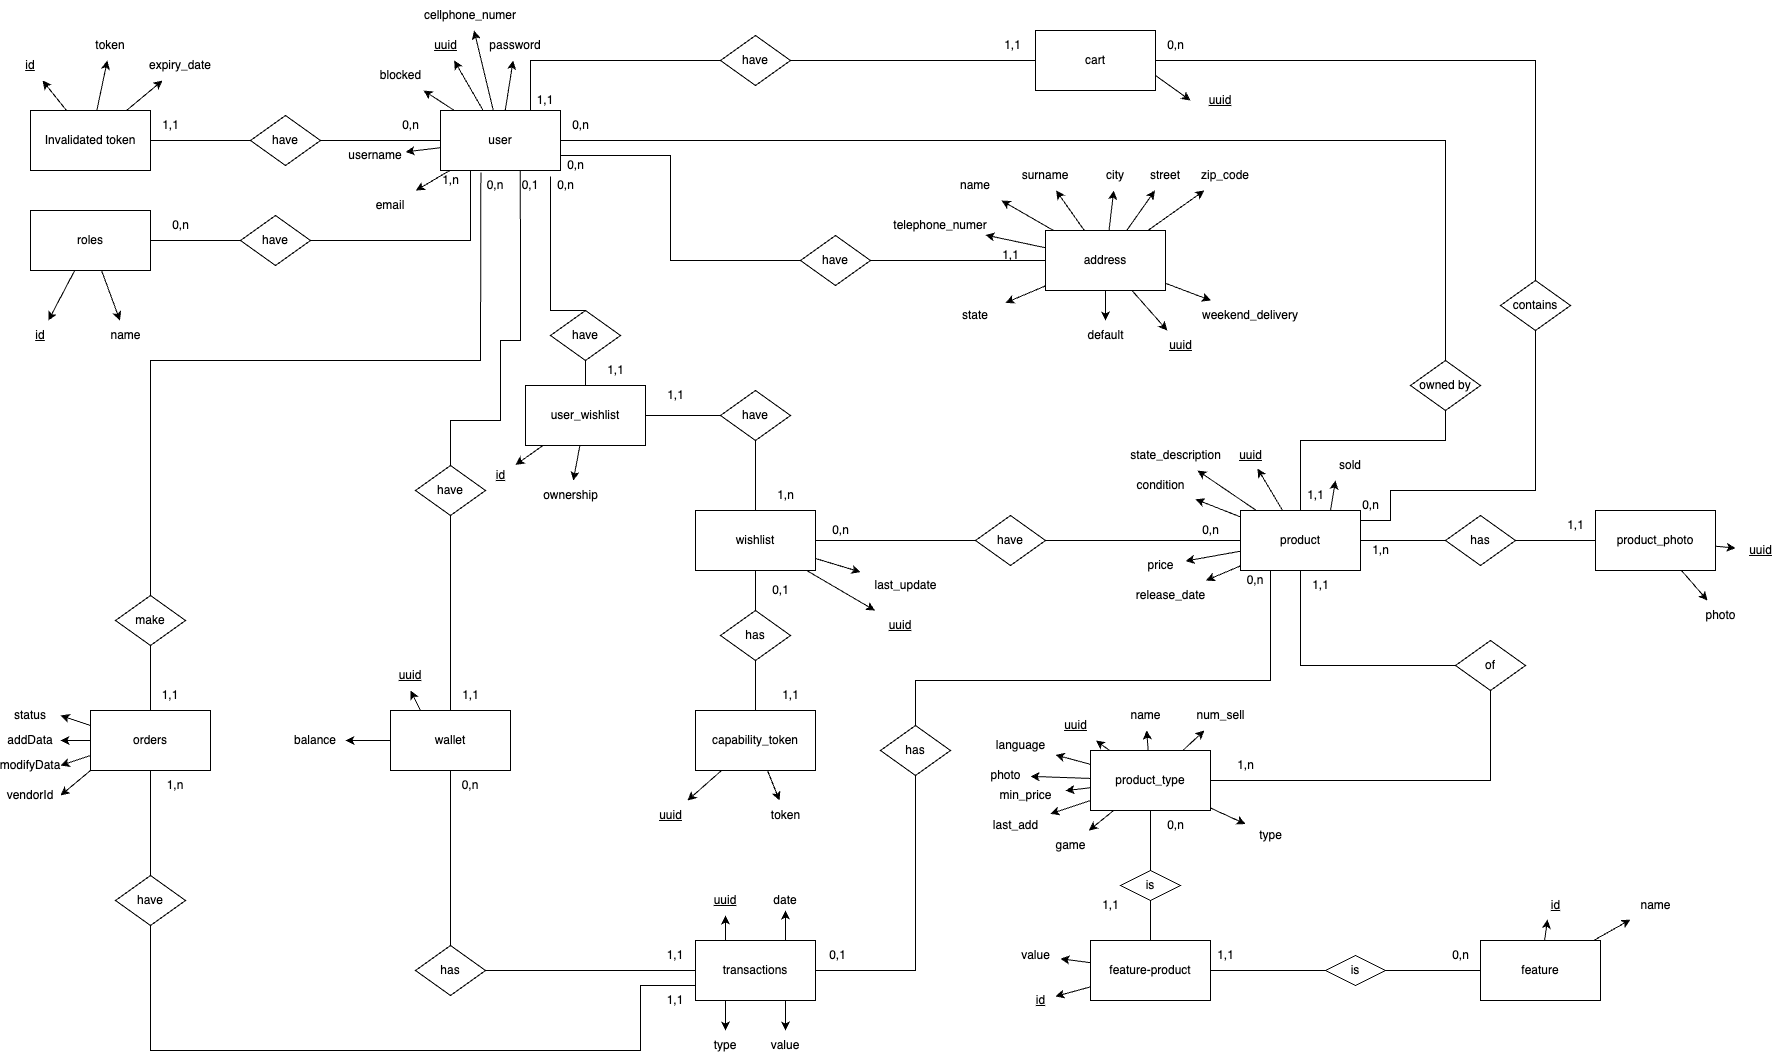 cellphone_numer
uuid
password
token
id
expiry_date
blocked
have
1,1
cart
0,n
uuid
1,1
Invalidated token
1,1
have
0,n
user
0,n
username
0,n
email
1,n
0,n
0,1
0,n
roles
0,n
have
id
name
name
surname
city
street
zip_code
telephone_numer
have
1,1
address
state
default
uuid
weekend_delivery
contains
have
1,1
owned by
user_wishlist
1,1
have
id
ownership
have
state_description
uuid
sold
condition
1,n
1,1
0,n
wishlist
0,n
have
0,n
product
1,n
has
1,1
product_photo
uuid
photo
price
release_date
0,n
1,1
last_update
uuid
0,1
has
make
of
1,1
uuid
1,1
1,1
status
addData
modifyData
vendorId
orders
1,n
balance
wallet
0,n
capability_token
uuid
token
has
uuid
name
num_sell
language
photo
min_price
last_add
game
product_type
1,n
0,n
type
have
is
1,1
uuid
date
has
1,1
transactions
0,1
1,1
type
value
value
id
feature-product
1,1
is
0,n
feature
id
name